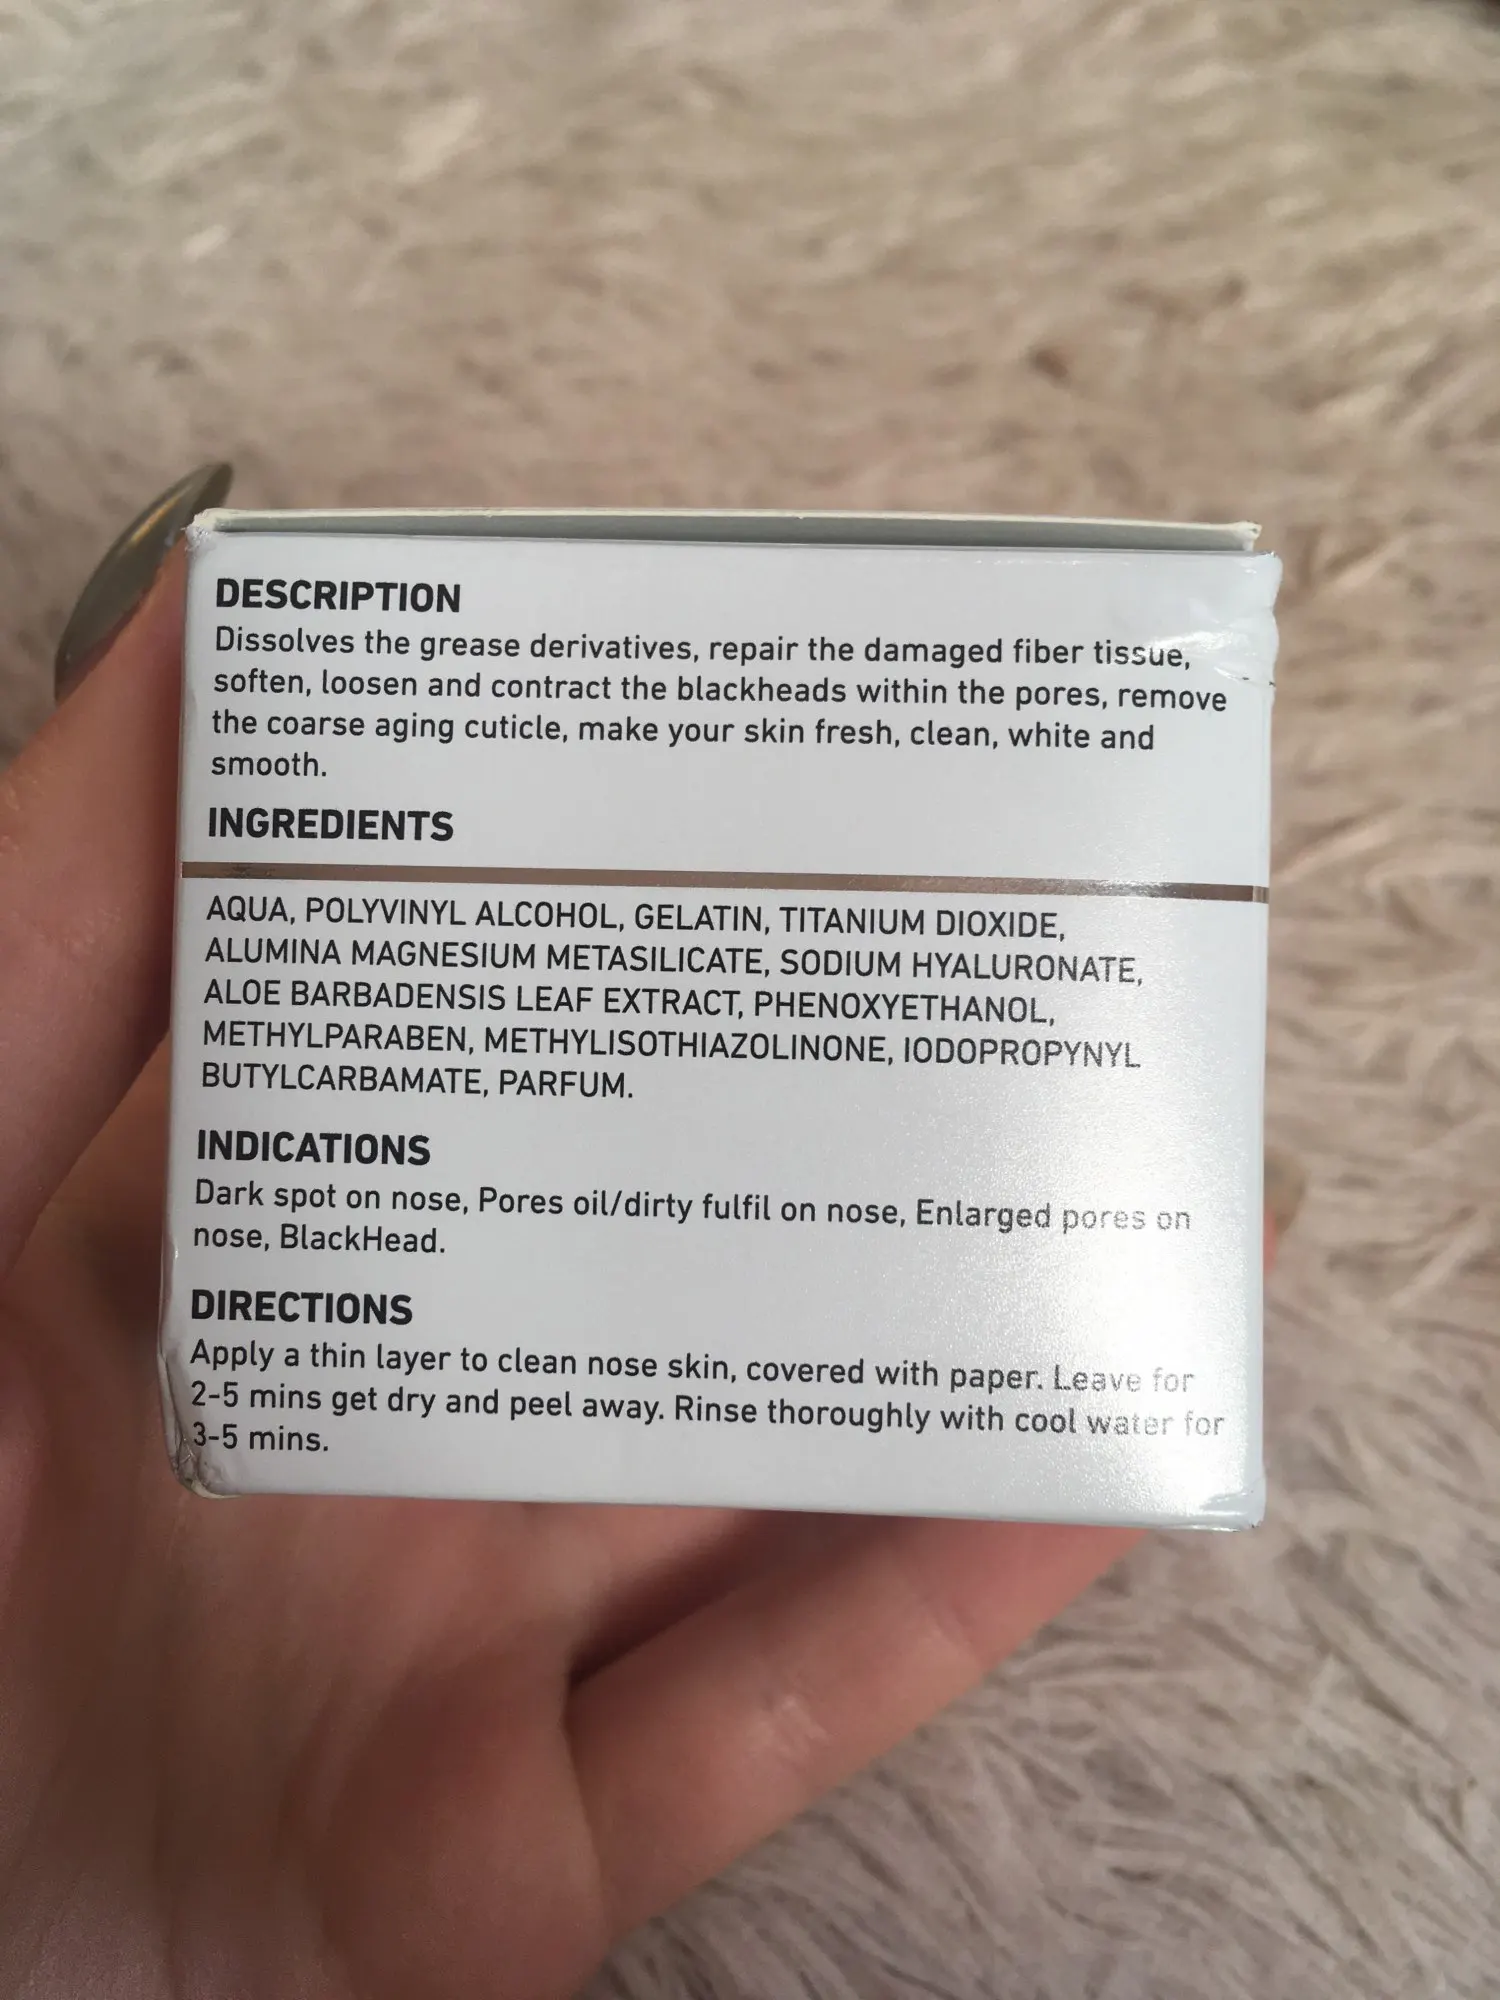 DESCRIPTION
Dissolves the grease derivatives, repair the damaged fiber tissue,
soften, loosen and contract the blackheads within the pores, remove
the coarse aging cuticle, make your skin fresh, clean, white and
smooth.
INGREDIENTS
AQUA, POLYVINYL ALCOHOL, GELATIN, TITANIUM DIOXIDE,
ALUMINA MAGNESIUM METASILICATE, SODIUM HYALURONATE,
ALOE BARBADENSIS LEAF EXTRACT, PHENOXYETHANOL,
METHYLPARABEN, METHYLISOTHIAZOLINONE, IODOPROPYNYL
BUTYLCARBAMATE, PARFUM.
INDICATIONS
Dark spot on nose, Pores oil/dirty fulfil on nose, Enlarged pores on
nose, BlackHead.
DIRECTIONS
Apply a thin layer to clean nose skin, covered with paper. Leave for
2-5 mins get dry and peel away. Rinse thoroughly with cool water for
3-5 mins.